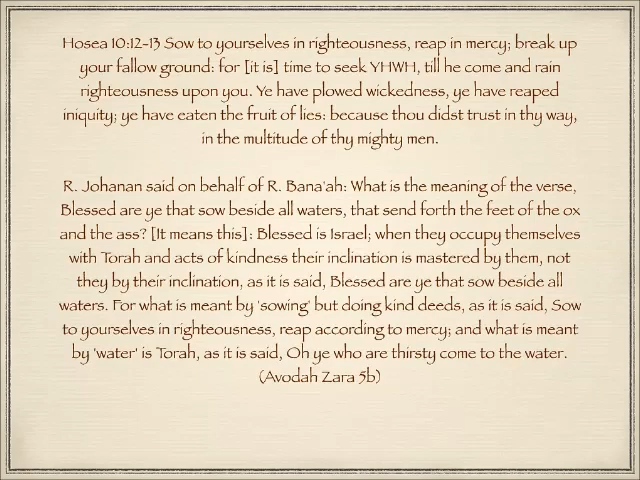 Hosea 10:12-13 Sow to yourselves in righteousness, reap in mercy; break up
your fallow ground: for [it is] time to seek YHWH, till he come and rain
righteousness upon you. Ye have plowed wickedness, ye have reaped
iniquity; ye have eaten the fruit of lies: because thou didst trust in thy way,
in the multitude of thy mighty men.
R. Johanan said on behalf of R. Bana'ah: What is the meaning of the verse,
Blessed are ye that sow beside all waters, that send forth the feet of the ox
and the ass? [It means this]: Blessed is Israel; when they occupy themselves
with Torah and acts of kindness their inclination is mastered by them, not
they by their inclination, as it is said, Blessed are ye that sow beside all
waters. For what is meant by 'sowing' but doing kind deeds, as it is said, Sow
to yourselves in righteousness, reap according to mercy; and what is meant
by 'water' is Torah, as it is said, Oh ye who are thirsty come to the water.
(Avodah Zara 5b)